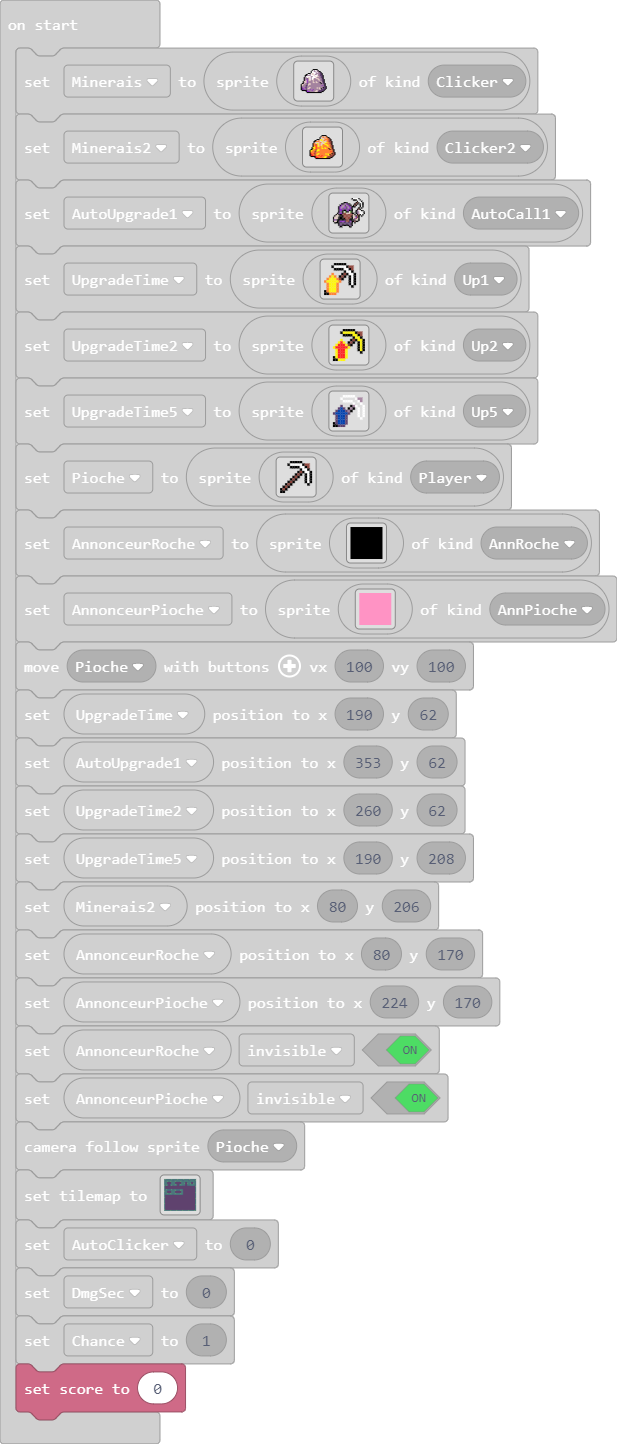 on start
set Minerais to sprite of kind Clicker
set Minerais2 to sprite of kind Clicker2
set AutoUpgrade1 to sprite of kind AutoCall1
set UpgradeTime to sprite of kind Up1
set UpgradeTime2 to sprite of kind Up2
set UpgradeTime5 to sprite of kind Up5
set Pioche to sprite of kind Player
set AnnonceurRoche to sprite of kind AnnRoche
set AnnonceurPioche to sprite of kind AnnPioche
move Pioche with buttons vx 100 vy 100
set UpgradeTime position to x 190 y 62
set AutoUpgrade1 position to x 353 y 62
set UpgradeTime2 position to x 260 y 62
set UpgradeTime5 position to x 190 y 208
set Minerais2 position to x 80 y 206
set AnnonceurRoche position to x 80 y 170
set AnnonceurPioche position to x 224 y 170
set AnnonceurRoche invisible ON
set AnnonceurPioche invisible ON
camera follow sprite Pioche
set tilemap to
set AutoClicker to 0
set DmgSec to 0
set Chance to 1
set score to 0